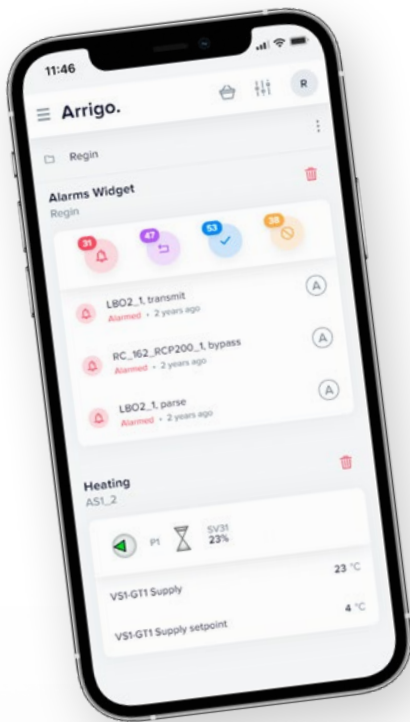 11:46
Arrigo.
R
Regin
Alarms Widget
Regin
31
47
53
38
LBO2_1, transmit
Alarmed • 2 years ago
A
RC_162_RCP200_1, bypass
Alarmed • 2 years ago
A
LBO2_1, parse
Alarmed • 2 years ago
A
Heating
AS1_2
P1
SV31
23%
VS1-GT1 Supply
23 °C
VS1-GT1 Supply setpoint
4 °C